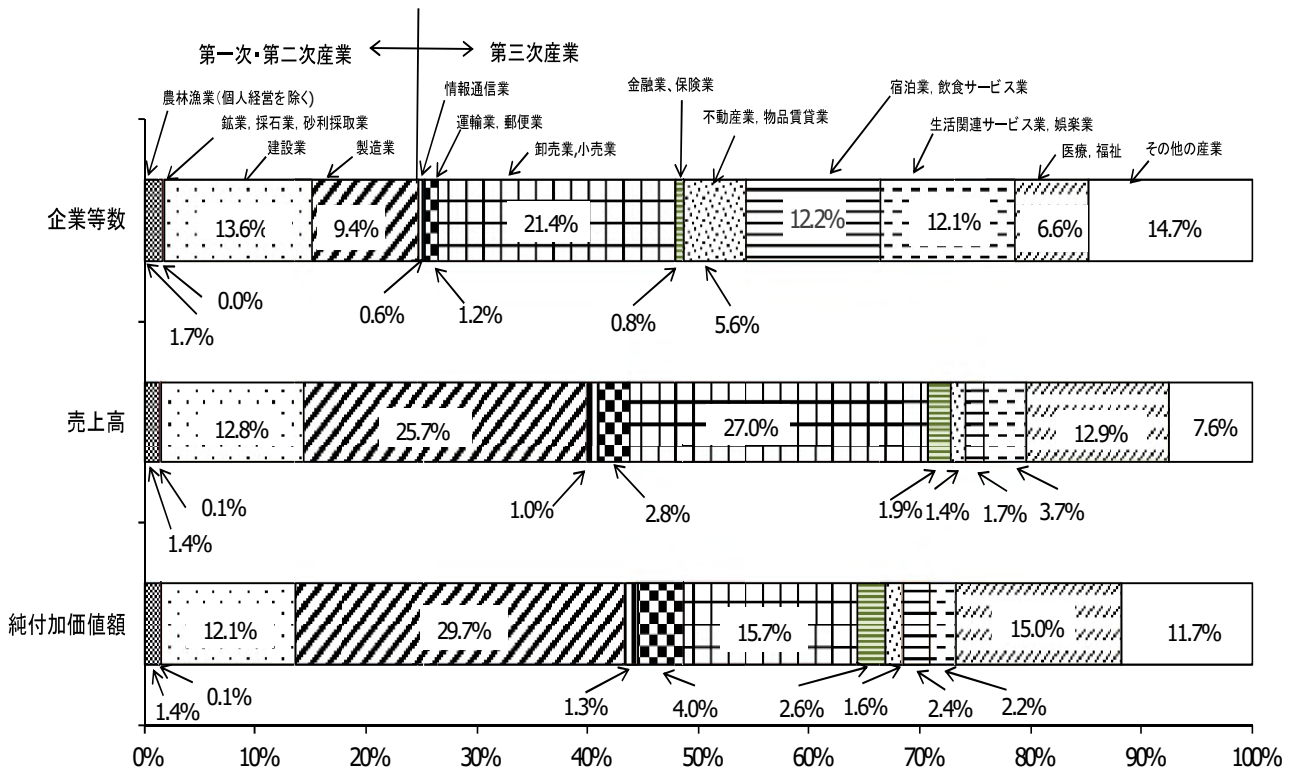 第一次・第二次産業
第三次産業
農林漁業(個人経営を除く)
鉱業, 採石業, 砂利採取業
建設業
製造業
情報通信業
運輸業, 郵便業
卸売業,小売業
金融業、保険業
不動産業, 物品賃貸業
宿泊業, 飲食サービス業
生活関連サービス業, 娯楽業
医療, 福祉
その他の産業
企業等数
13.6%
9.4%
21.4%
12.2%
12.1%
6.6%
14.7%
1.7%
0.0%
0.6%
1.2%
0.8%
5.6%
売上高
12.8%
25.7%
27.0%
12.9%
7.6%
1.4%
0.1%
1.0%
2.8%
1.9%
1.4%
1.7%
3.7%
純付加価値額
12.1%
29.7%
15.7%
15.0%
11.7%
1.4%
0.1%
1.3%
4.0%
2.6%
1.6%
2.4%
2.2%
0%
10%
20%
30%
40%
50%
60%
70%
80%
90%
100%